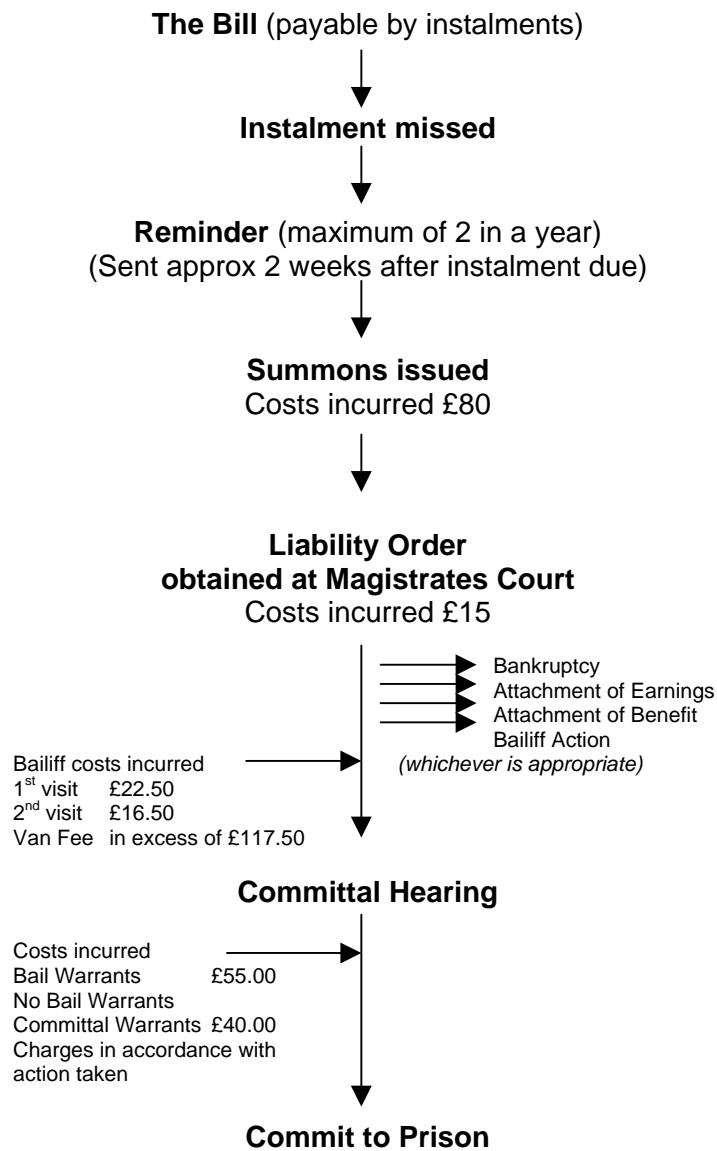 The Bill (payable by instalments)
Instalment missed
Reminder (maximum of 2 in a year)
(Sent approx 2 weeks after instalment due)
Summons issued
Costs incurred £80
Liability Order
obtained at Magistrates Court
Costs incurred £15
Bankruptcy
Attachment of Earnings
Attachment of Benefit
Bailiff Action
(whichever is appropriate)
Bailiff costs incurred
1st visit £22.50
2nd visit £16.50
Van Fee in excess of £117.50
Committal Hearing
Costs incurred
Bail Warrants £55.00
No Bail Warrants
Committal Warrants £40.00
Charges in accordance with
action taken
Commit to Prison